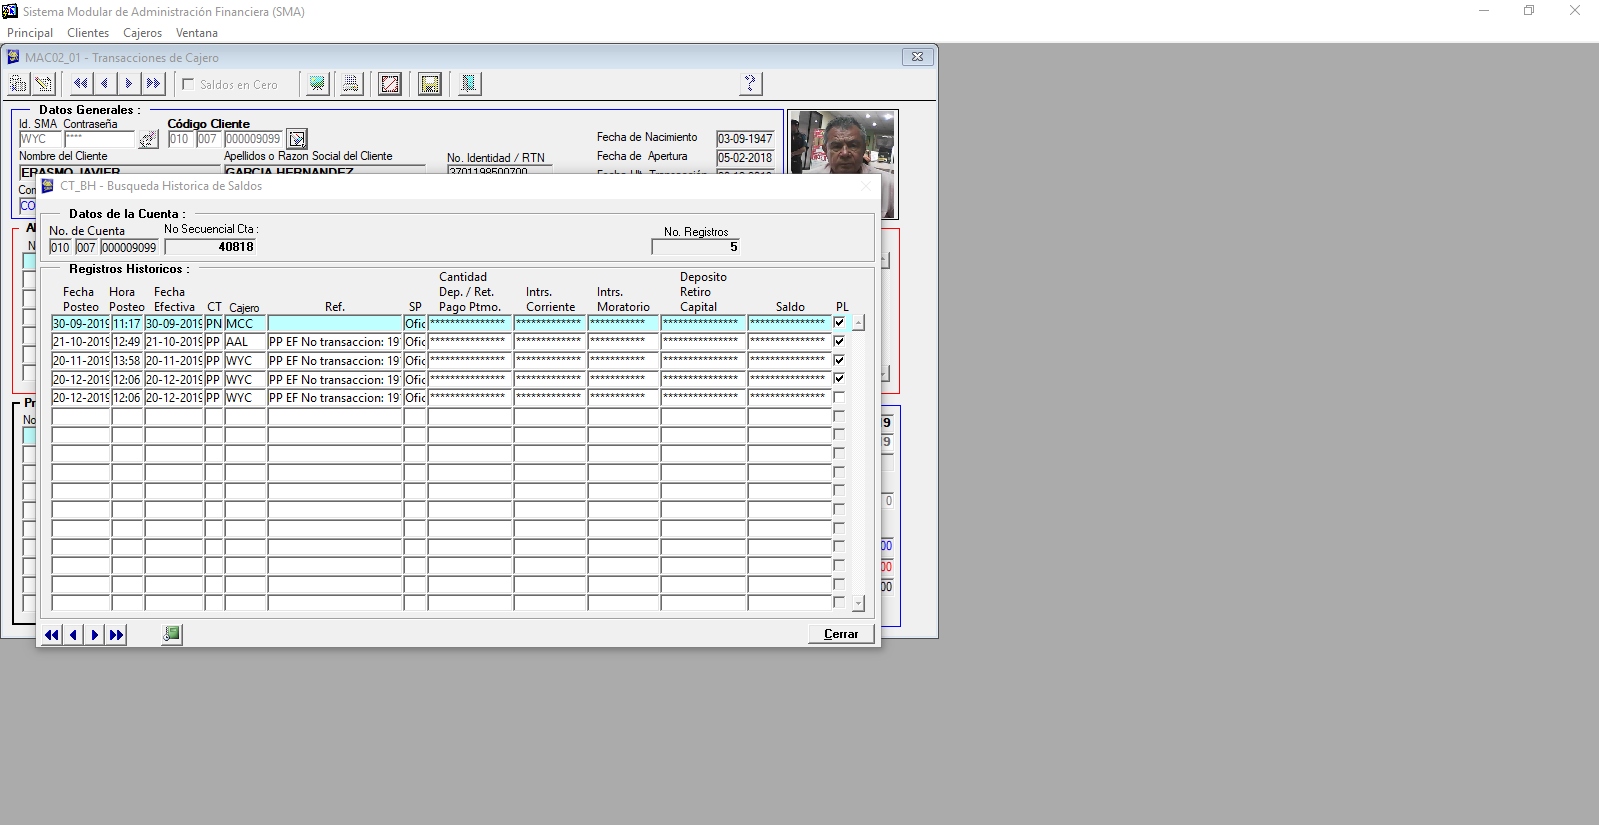 Sistema Modular de Administración Financiera (SMA)
Principal Clientes Cajeros Ventana
MAC02_01 - Transacciones de Cajero
Saldos en Cero
Datos Generales :
Id. SMA Contraseña Código Cliente
WYC **** 010 007 000009099
Fecha de Nacimiento 03-09-1947
Nombre del Cliente Apellidos o Razon Social del Cliente No. Identidad / RTN
Fecha de Apertura 05-02-2018
ERASMO JAVIER GARCIA HERNANDEZ 3701198500700
CT_BH - Busqueda Historica de Saldos
Datos de la Cuenta :
No. de Cuenta No Secuencial Cta : No. Registros
010 007 000009099 40818 5
Registros Historicos :
Cantidad Deposito
Fecha Hora Fecha Dep. / Ret. Intrs. Intrs. Retiro
Posteo Posteo Efectiva CT Cajero Ref. SP Pago Ptmo. Corriente Moratorio Capital Saldo PL
30-09-2019 11:17 30-09-2019 PN MCC Ofic ************** ************ ********** ************** **************
21-10-2019 12:49 21-10-2019 PP AAL PP EF No transaccion: 19 Ofic ************** ************ ********** ************** **************
20-11-2019 13:58 20-11-2019 PP WYC PP EF No transaccion: 19 Ofic ************** ************ ********** ************** **************
20-12-2019 12:06 20-12-2019 PP WYC PP EF No transaccion: 19 Ofic ************** ************ ********** ************** **************
20-12-2019 12:06 20-12-2019 PP WYC PP EF No transaccion: 19 Ofic ************** ************ ********** ************** **************
Cerrar